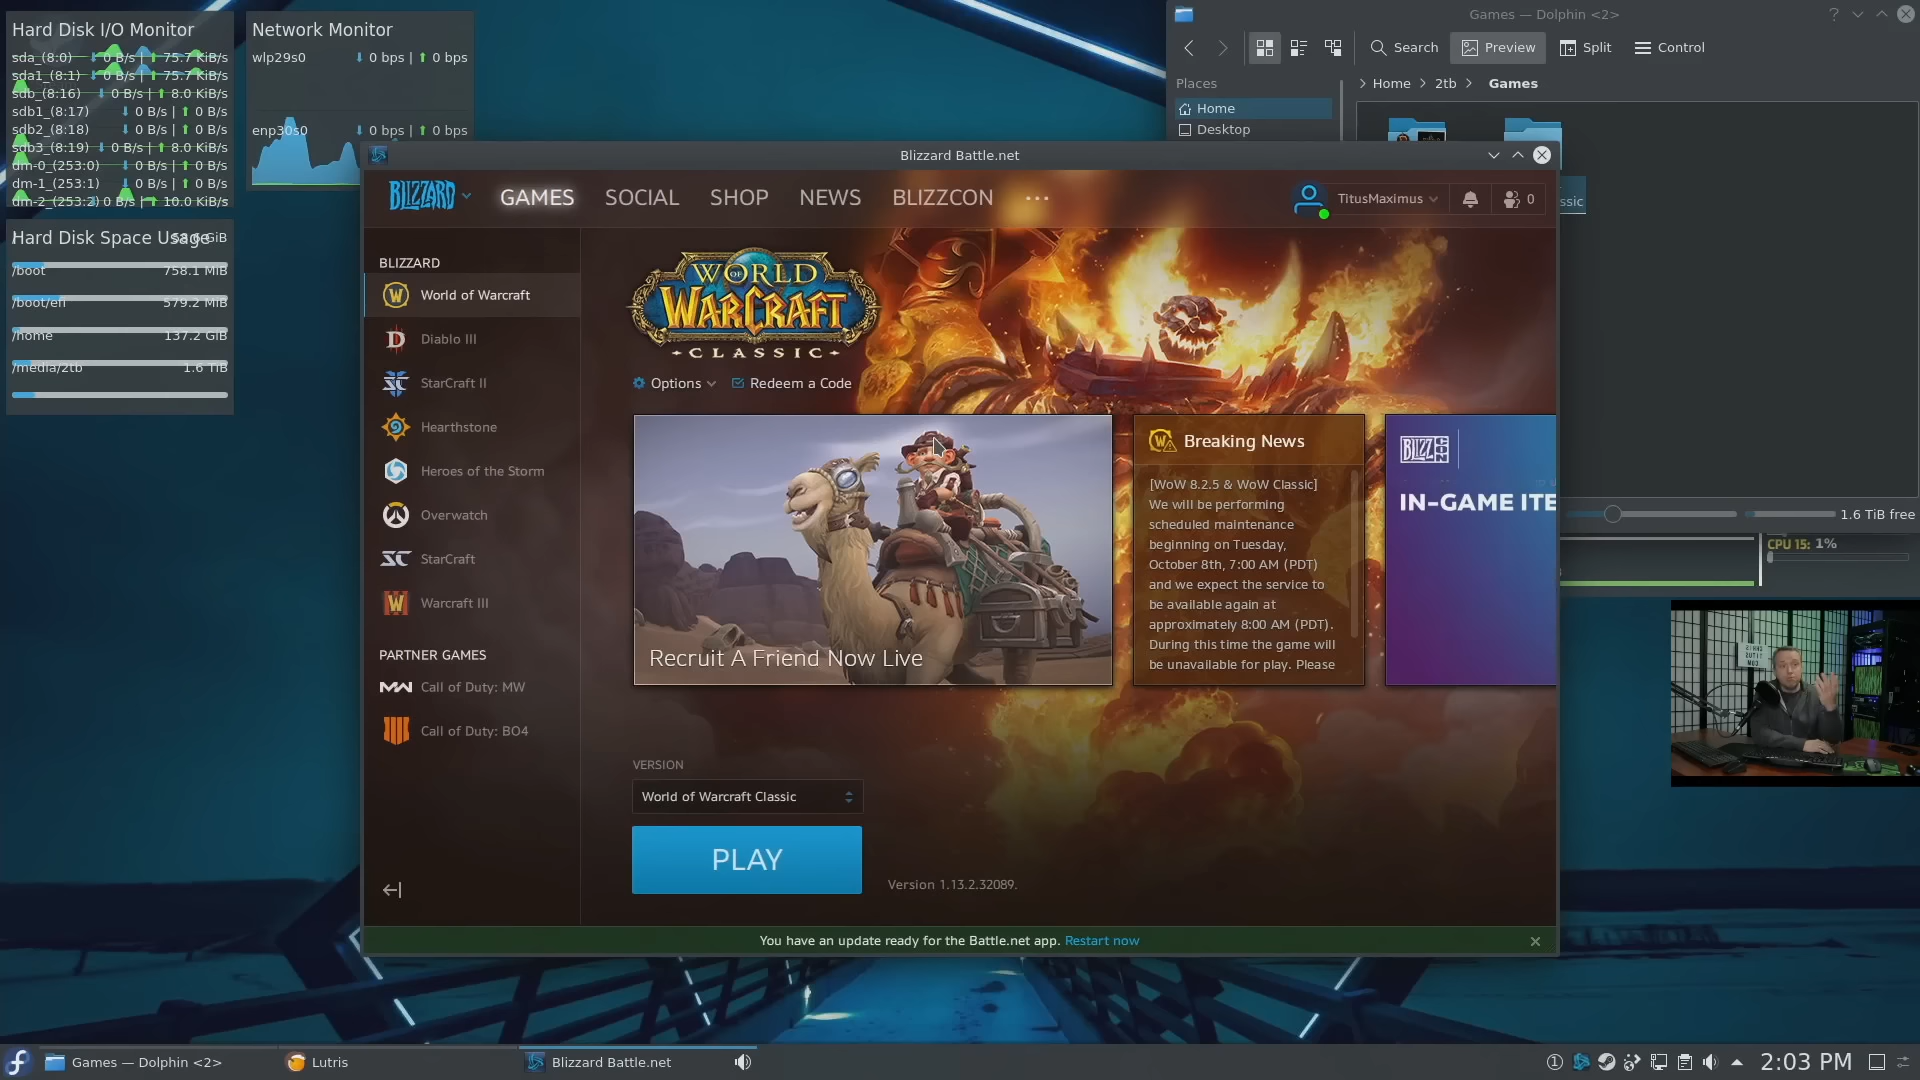 Hard Disk I/O Monitor
sda_(8:0) 0 B/s | 75.7 KiB/s
sda1_(8:1) 0 B/s | 75.7 KiB/s
sdb_(8:16) 0 B/s | 8.0 KiB/s
sdb1_(8:17) 0 B/s | 0 B/s
sdb2_(8:18) 0 B/s | 0 B/s
sdb3_(8:19) 0 B/s | 8.0 KiB/s
dm-0_(253:0) 0 B/s | 0 B/s
dm-1_(253:1) 0 B/s | 0 B/s
dm-2_(253:2) 0 B/s | 10.0 KiB/s
Hard Disk Space Usage
/boot 758.1 MiB
/boot/efi 579.2 MiB
/home 137.2 GiB
/media/2tb 1.6 TiB
Network Monitor
wlp29s0 0 bps | 0 bps
enp30s0 0 bps | 0 bps
Games — Dolphin <2>
Search Preview Split Control
Places
Home
Desktop
> Home > 2tb > Games
ssic
1.6 TiB free
CPU 15: 1%
Blizzard Battle.net
BLIZZARD GAMES SOCIAL SHOP NEWS BLIZZCON ...
TitusMaximus 0
BLIZZARD
World of Warcraft
Diablo III
StarCraft II
Hearthstone
Heroes of the Storm
Overwatch
StarCraft
Warcraft III
PARTNER GAMES
Call of Duty: MW
Call of Duty: BO4
WORLD OF WARCRAFT
CLASSIC
Options Redeem a Code
Recruit A Friend Now Live
Breaking News
[WoW 8.2.5 & WoW Classic]
We will be performing
scheduled maintenance
beginning on Tuesday,
October 8th, 7:00 AM (PDT)
and we expect the service to
be available again at
approximately 8:00 AM (PDT).
During this time the game will
be unavailable for play. Please
BLIZZCON
IN-GAME ITE
VERSION
World of Warcraft Classic
PLAY
Version 1.13.2.32089.
You have an update ready for the Battle.net app. Restart now
Games — Dolphin <2>
Lutris
Blizzard Battle.net
2:03 PM